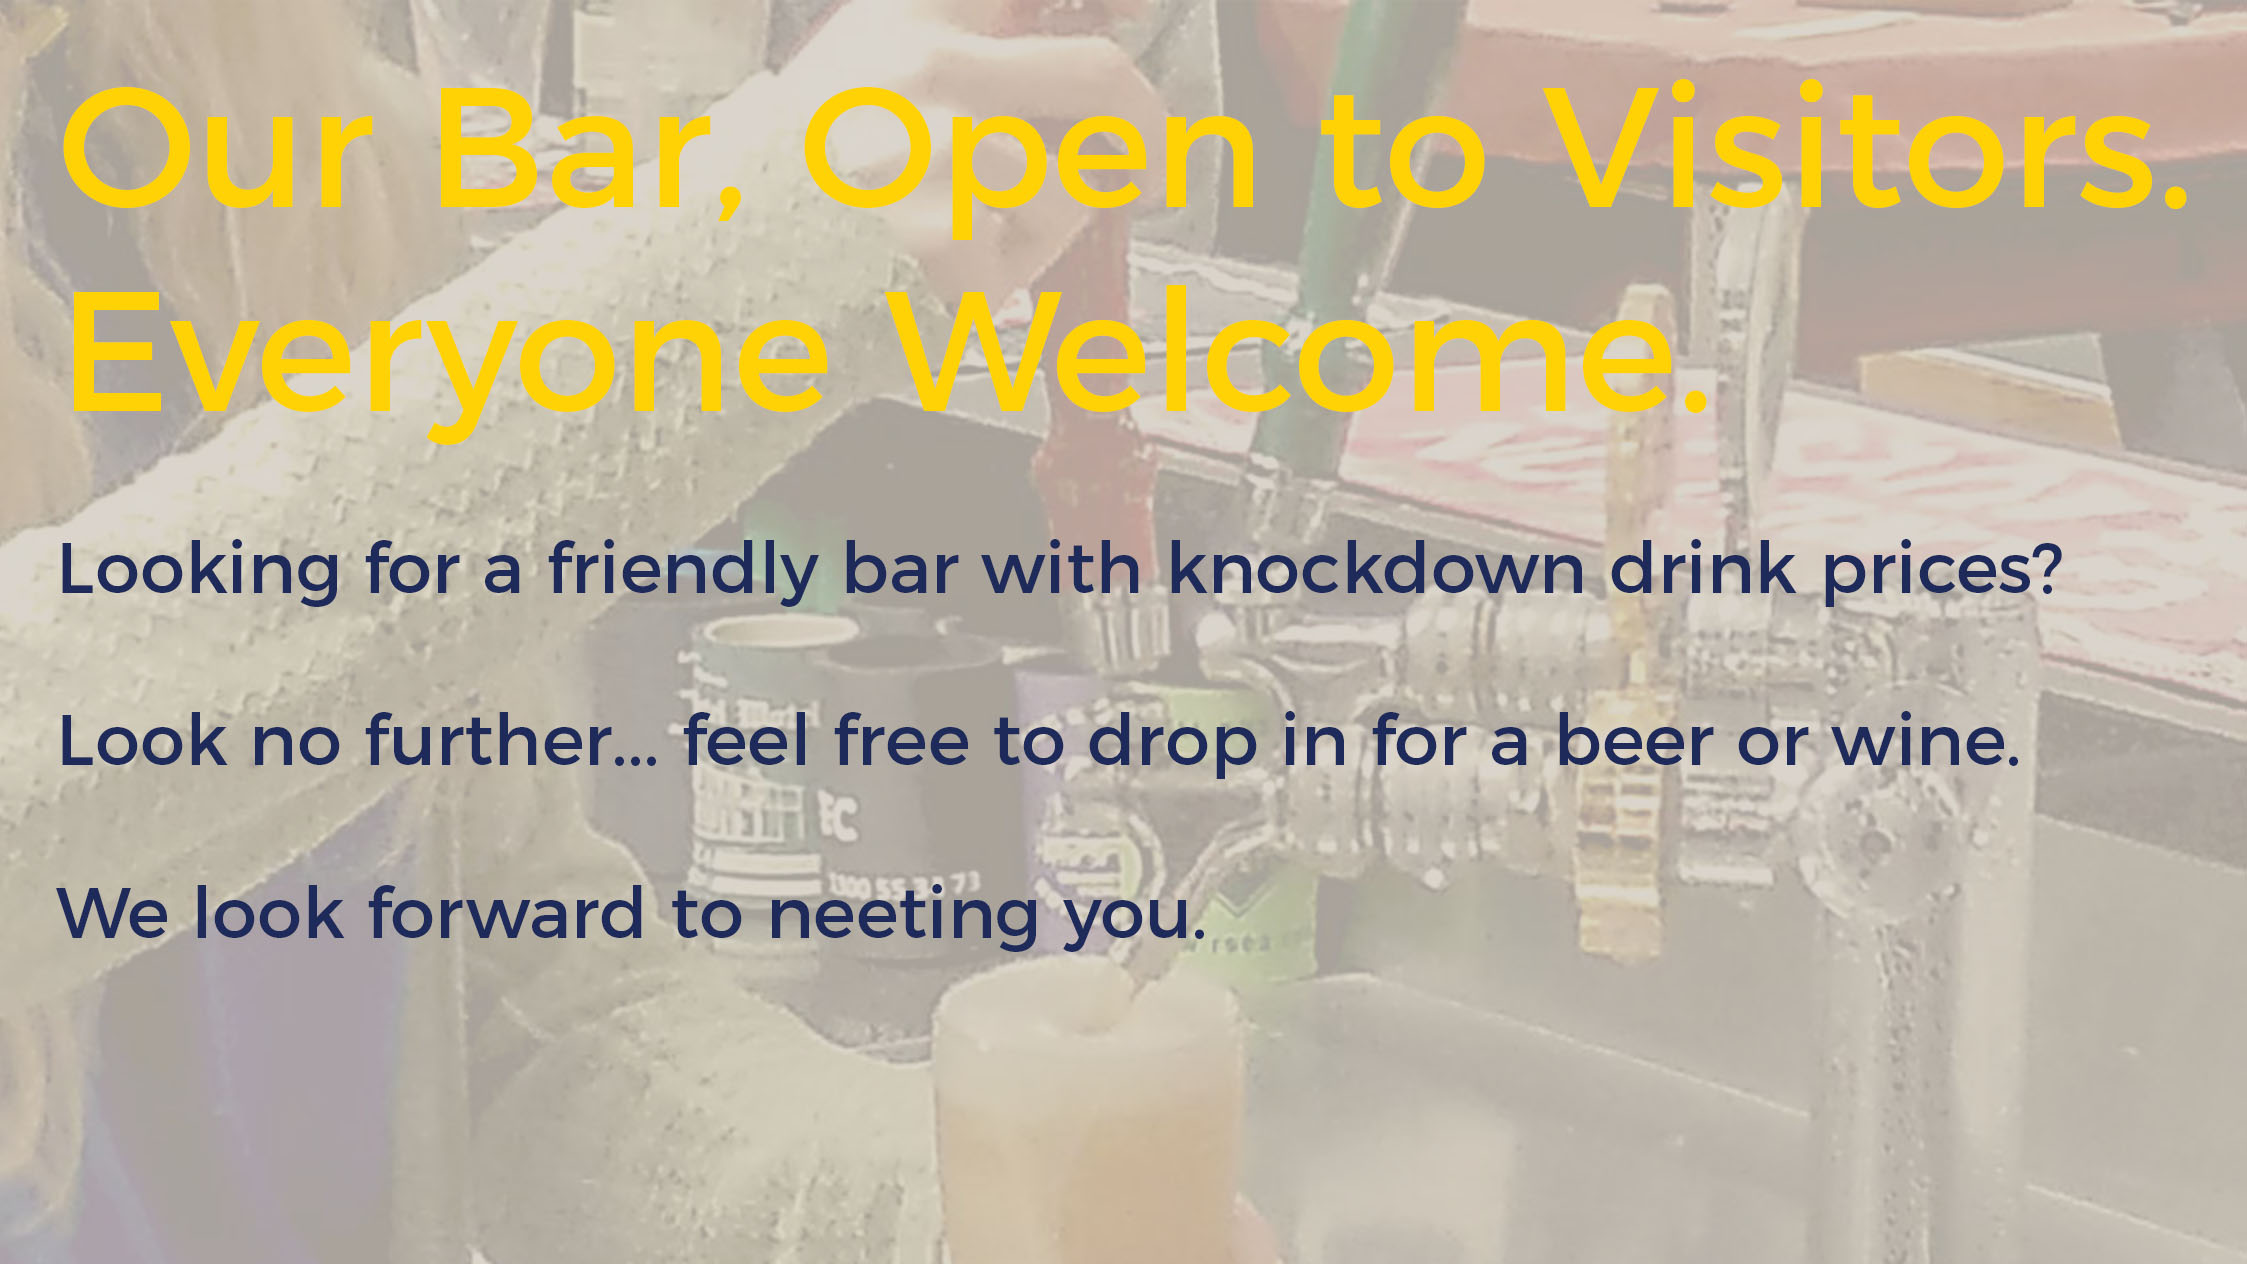 Our Bar, Open to Visitors.
Everyone Welcome.
Looking for a friendly bar with knockdown drink prices?
Look no further... feel free to drop in for a beer or wine.
We look forward to neeting you.